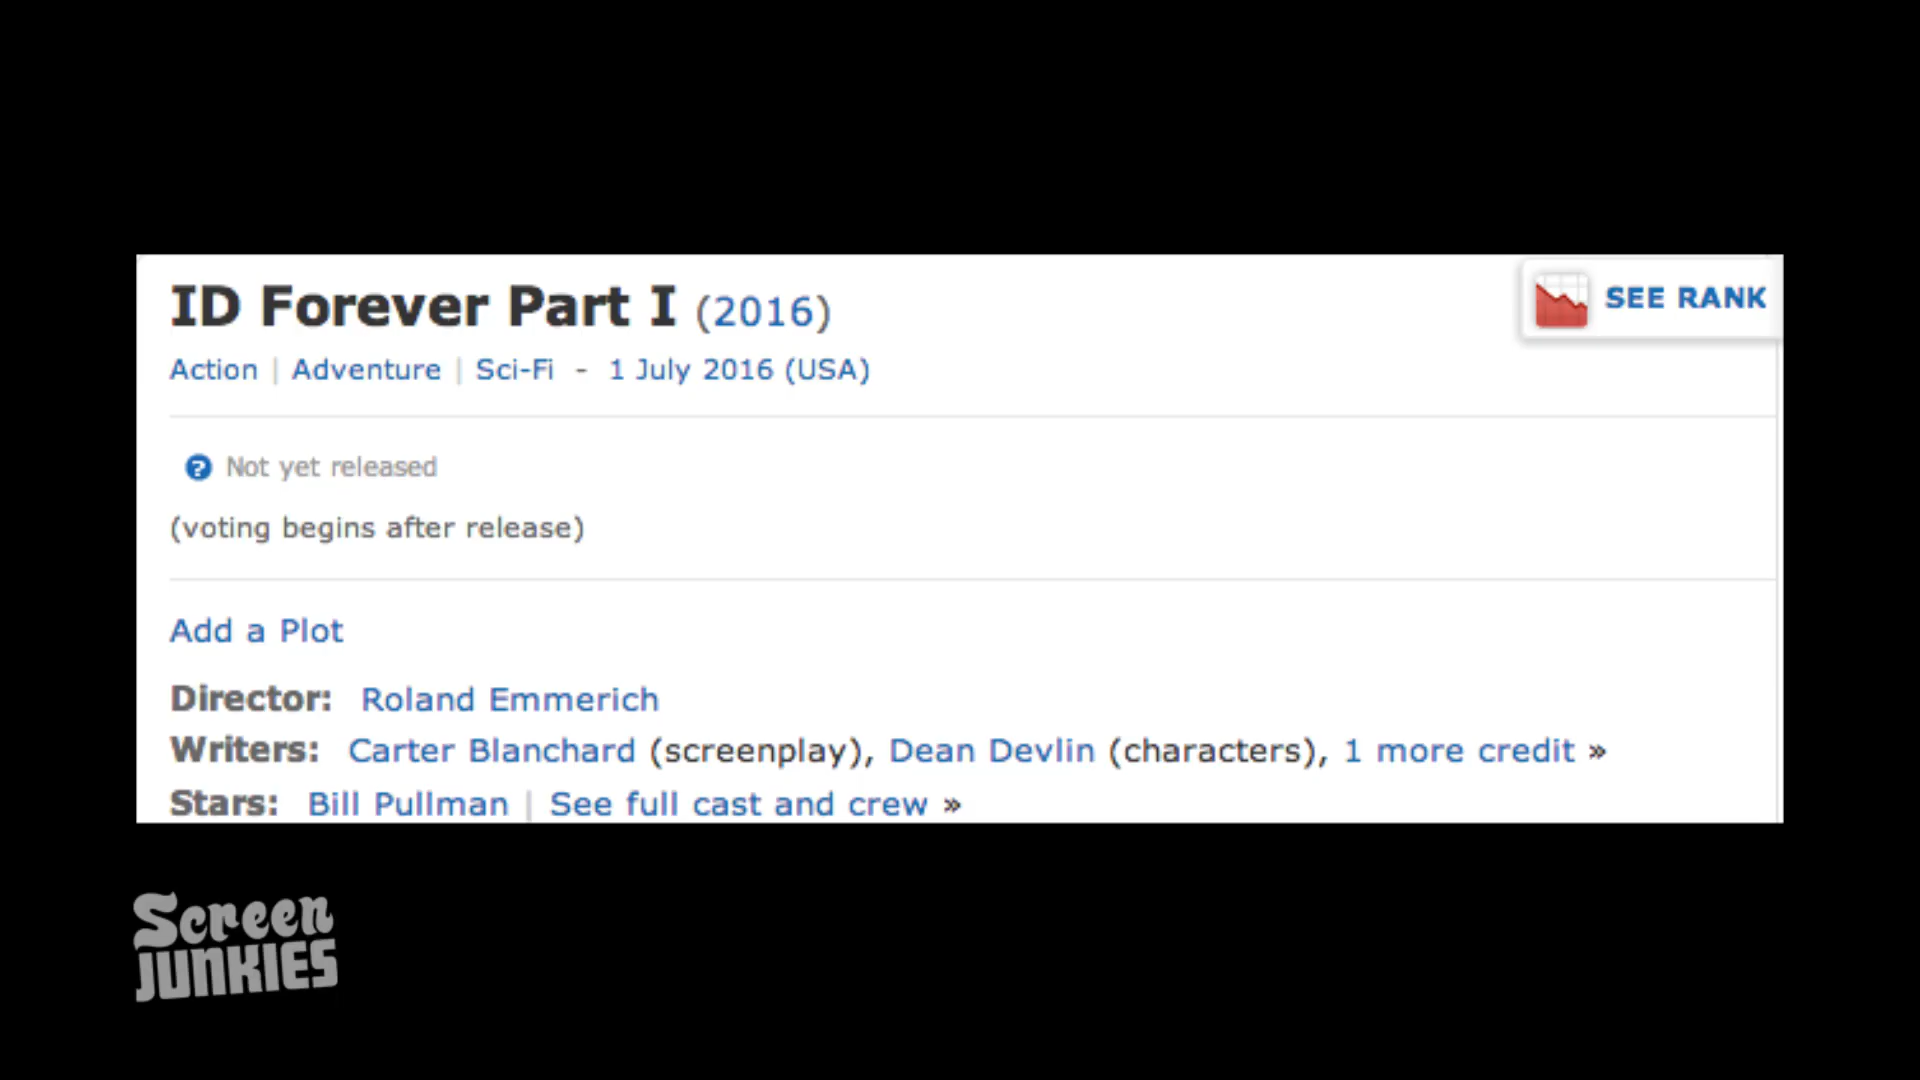 ID Forever Part I (2016)
SEE RANK
Action | Adventure | Sci-Fi - 1 July 2016 (USA)
? Not yet released
(voting begins after release)
Add a Plot
Director: Roland Emmerich
Writers: Carter Blanchard (screenplay), Dean Devlin (characters), 1 more credit »
Stars: Bill Pullman | See full cast and crew »
Screen
JUNKIES